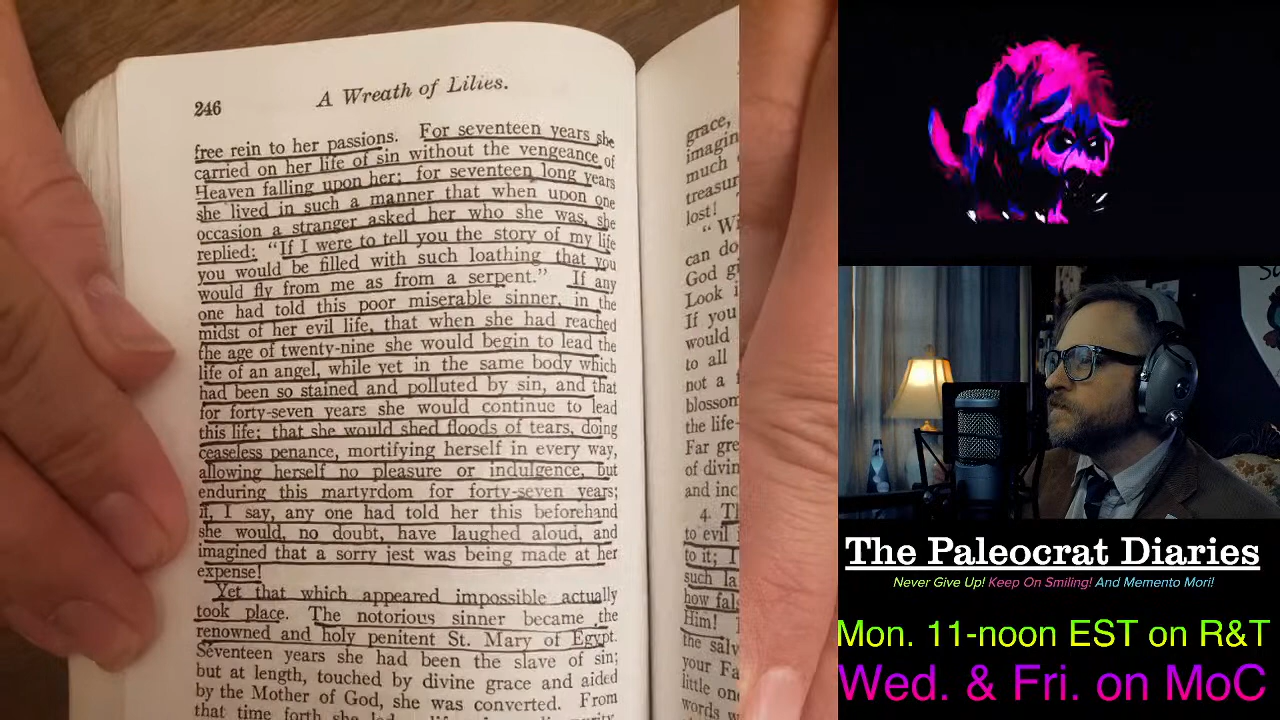 246
A Wreath of Lilies.
free rein to her passions. For seventeen years she
carried on her life of sin without the vengeance of
Heaven falling upon her; for seventeen long years
she lived in such a manner that when upon one
occasion a stranger asked her who she was, she
replied: "If I were to tell you the story of my life
you would be filled with such loathing that you
would fly from me as from a serpent." If any
one had told this poor miserable sinner, in the
midst of her evil life, that when she had reached
the age of twenty-nine she would begin to lead the
life of an angel, while yet in the same body which
had been so stained and polluted by sin, and that
for forty-seven years she would continue to lead
this life; that she would shed floods of tears, doing
ceaseless penance, mortifying herself in every way,
allowing herself no pleasure or indulgence, but
enduring this martyrdom for forty-seven years;
if, I say, any one had told her this beforehand
she would, no doubt, have laughed aloud, and
imagined that a sorry jest was being made at her
expense!
Yet that which appeared impossible actually
took place. The notorious sinner became the
renowned and holy penitent St. Mary of Egypt.
Seventeen years she had been the slave of sin;
but at length, touched by divine grace and aided
by the Mother of God, she was converted. From
that time forth she led
grace,
much
lost!
can do
God
Look
If you
would
to all
not a
the life-
Far
of
and
4.
to evil
to it;
such
how
Him!
the
your
little
words
The Paleocrat Diaries
Never Give Up! Keep On Smiling! And Memento Mori!
Mon. 11-noon EST on R&T
Wed. & Fri. on MoC